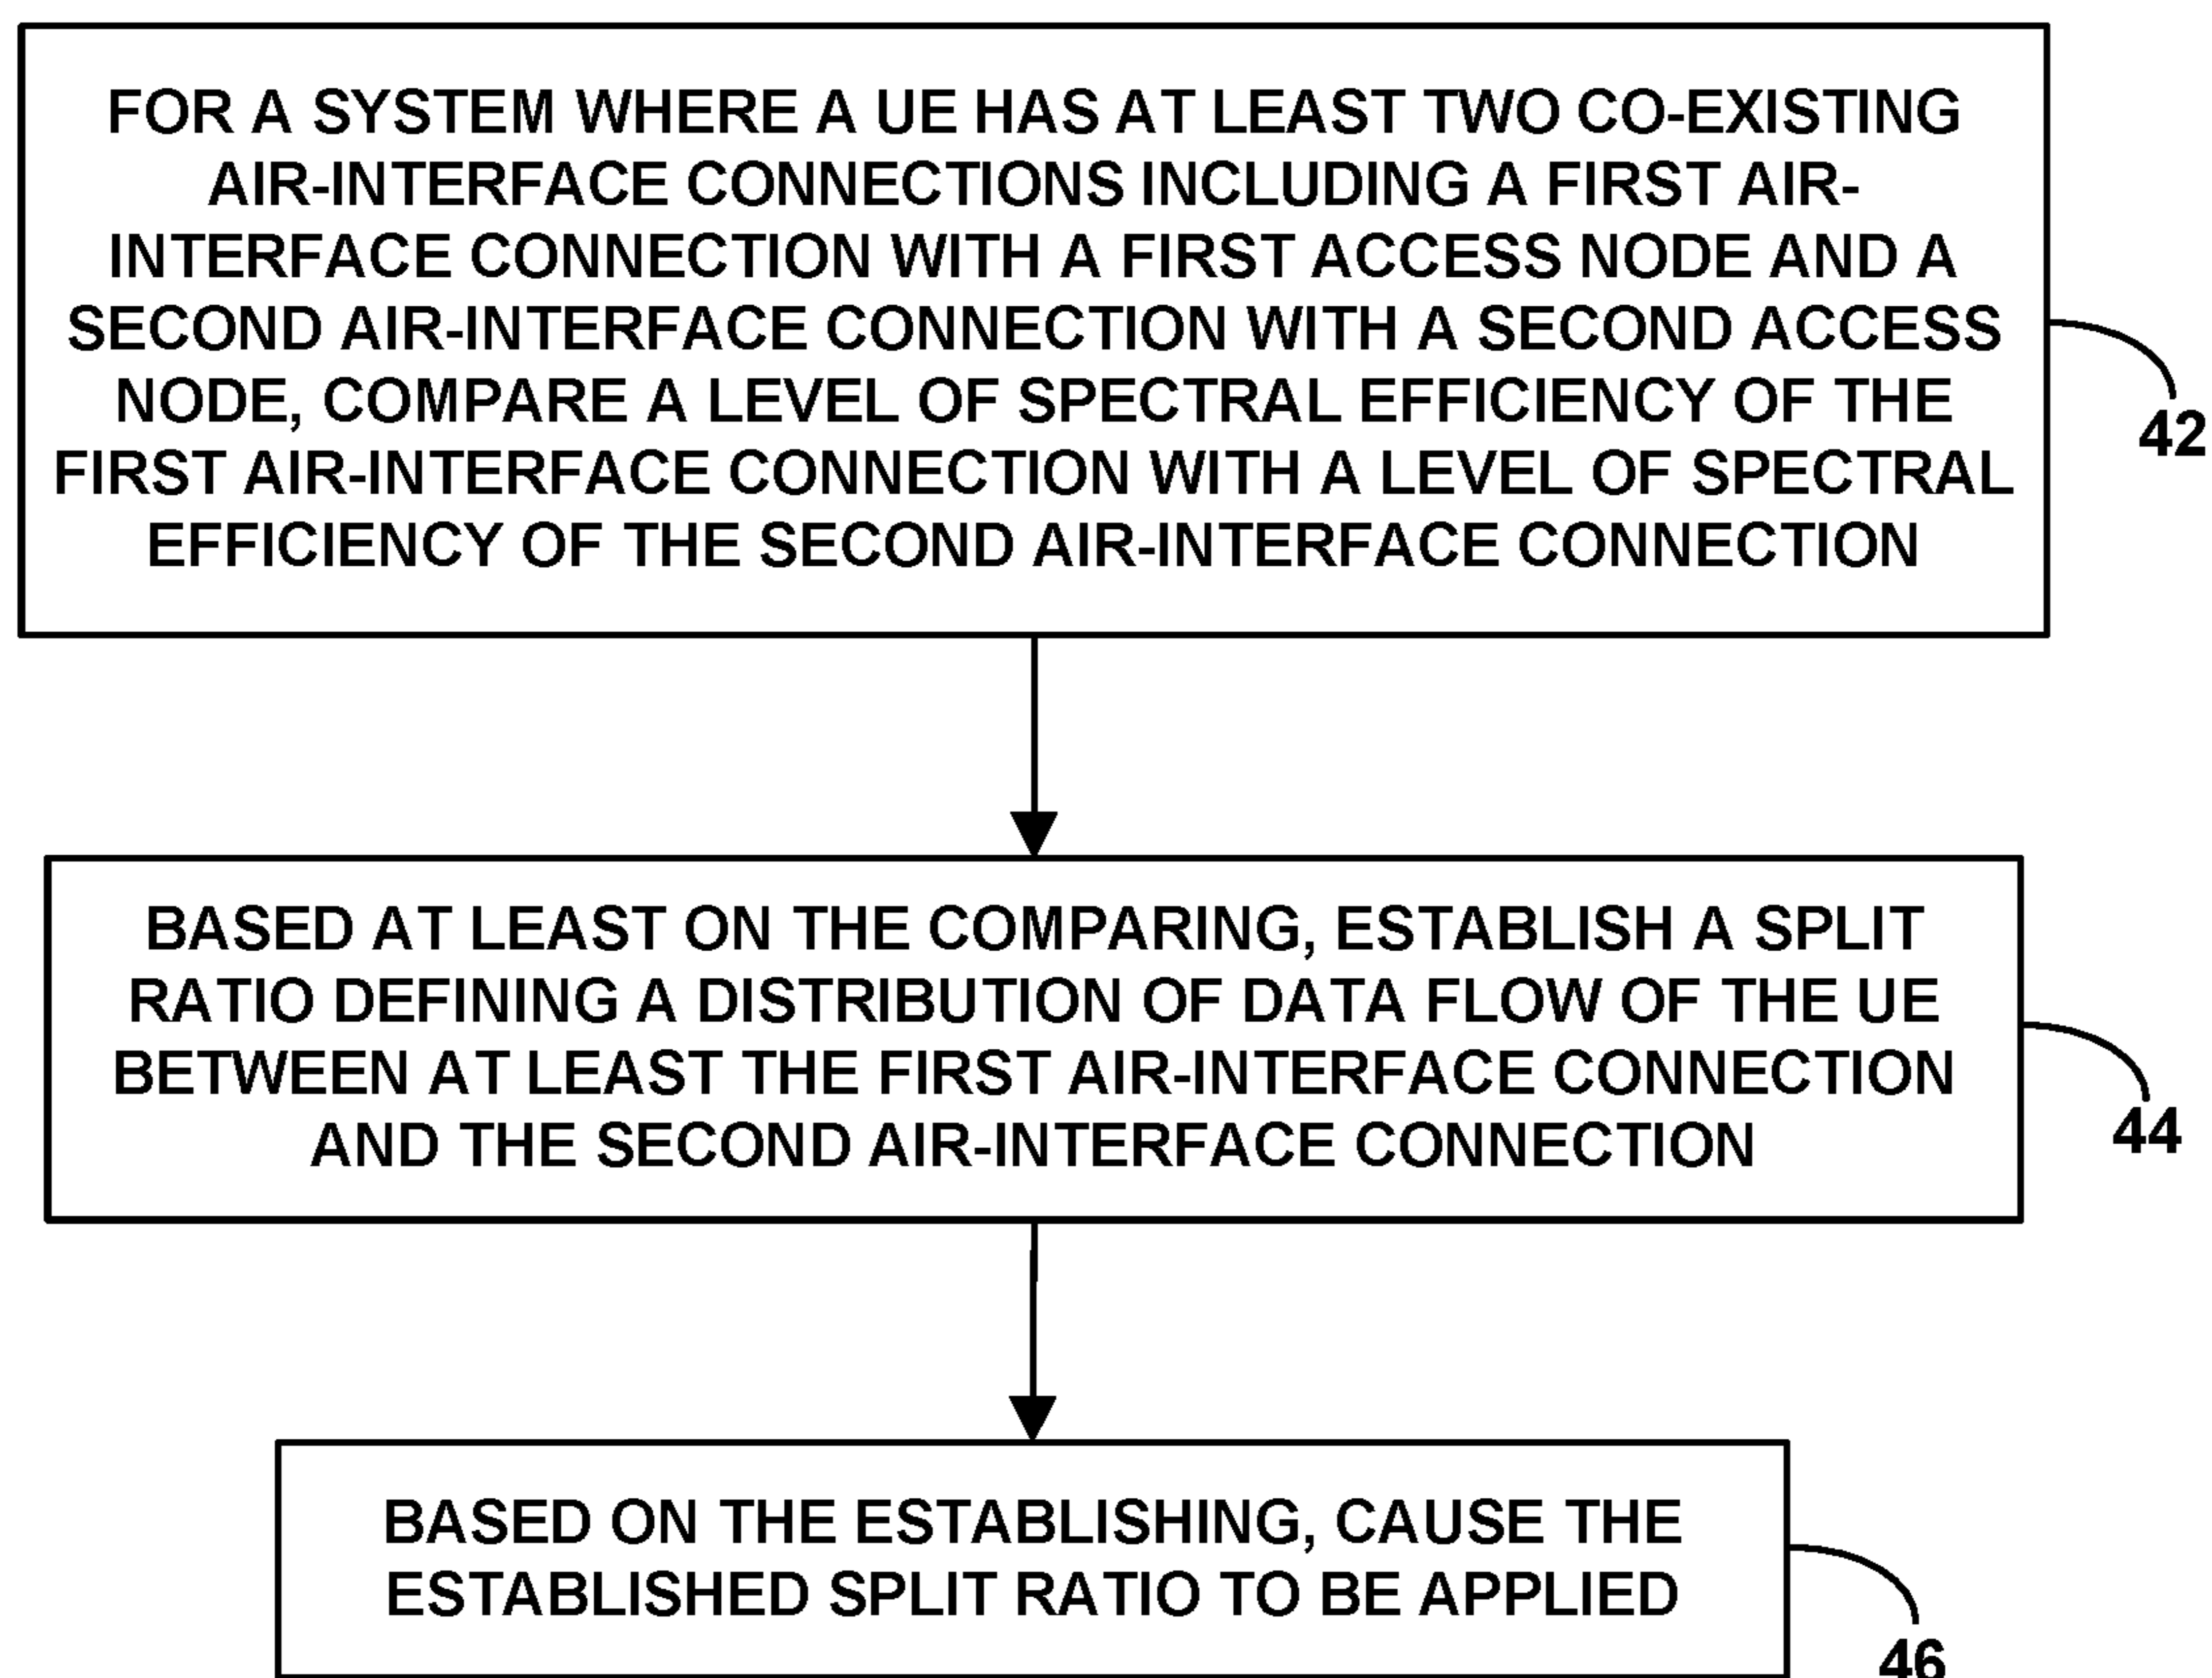 FOR A SYSTEM WHERE A UE HAS AT LEAST TWO CO-EXISTING
AIR-INTERFACE CONNECTIONS INCLUDING A FIRST AIR-
INTERFACE CONNECTION WITH A FIRST ACCESS NODE AND A
SECOND AIR-INTERFACE CONNECTION WITH A SECOND ACCESS
NODE, COMPARE A LEVEL OF SPECTRAL EFFICIENCY OF THE
FIRST AIR-INTERFACE CONNECTION WITH A LEVEL OF SPECTRAL
EFFICIENCY OF THE SECOND AIR-INTERFACE CONNECTION
42
BASED AT LEAST ON THE COMPARING, ESTABLISH A SPLIT
RATIO DEFINING A DISTRIBUTION OF DATA FLOW OF THE UE
BETWEEN AT LEAST THE FIRST AIR-INTERFACE CONNECTION
AND THE SECOND AIR-INTERFACE CONNECTION
44
BASED ON THE ESTABLISHING, CAUSE THE
ESTABLISHED SPLIT RATIO TO BE APPLIED
46